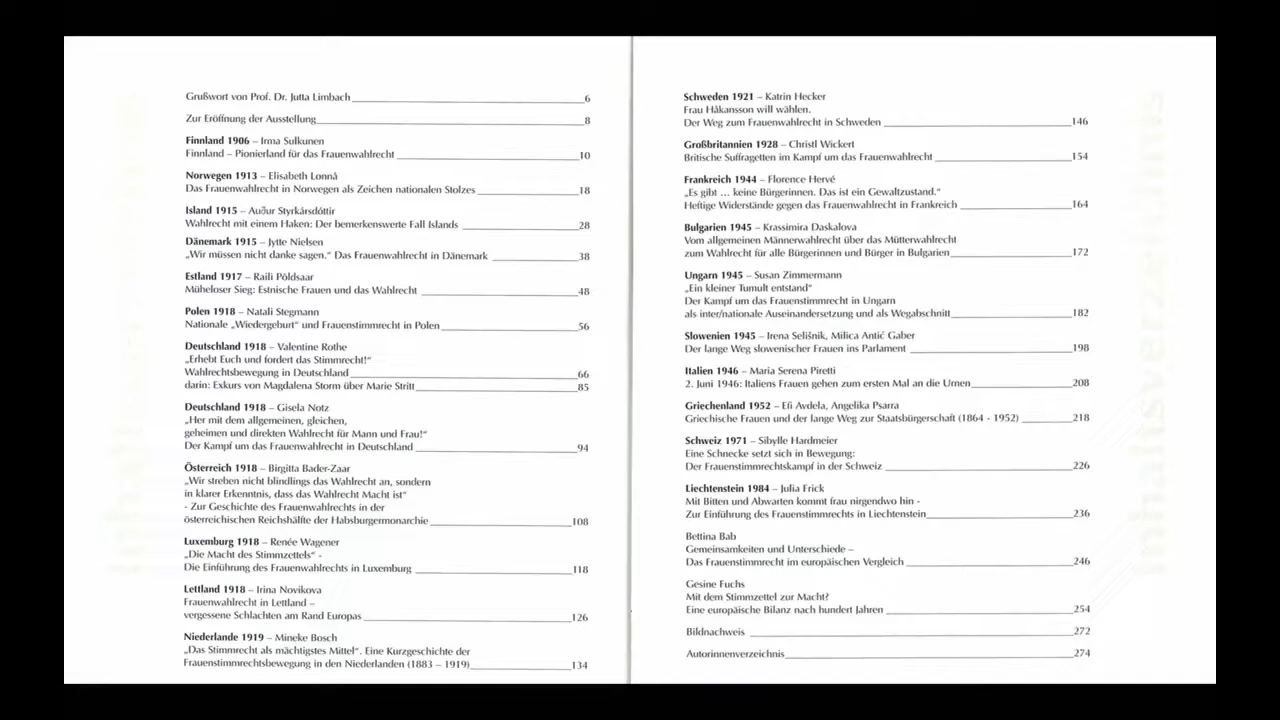 Grußwort von Prof. Dr. Jutta Limbach 6
Zur Eröffnung der Ausstellung 8
Finnland 1906 – Irma Sulkunen
Finnland – Pionierland für das Frauenwahlrecht 10
Norwegen 1913 – Elisabeth Lonnå
Das Frauenwahlrecht in Norwegen als Zeichen nationalen Stolzes 18
Island 1915 – Auður Styrkársdóttir
Wahlrecht mit einem Haken: Der bemerkenswerte Fall Islands 28
Dänemark 1915 – Jytte Nielsen
„Wir müssen nicht danke sagen.“ Das Frauenwahlrecht in Dänemark 38
Estland 1917 – Raili Põldsaar
Müheloser Sieg: Estnische Frauen und das Wahlrecht 48
Polen 1918 – Natali Stegmann
Nationale „Wiedergeburt“ und Frauenstimmrecht in Polen 56
Deutschland 1918 – Valentine Rothe
„Erhebt Euch und fordert das Stimmrecht!“
Wahlrechtsbewegung in Deutschland 66
darin: Exkurs von Magdalena Storm über Marie Stritt 85
Deutschland 1918 – Gisela Notz
„Her mit dem allgemeinen, gleichen,
geheimen und direkten Wahlrecht für Mann und Frau!“
Der Kampf um das Frauenwahlrecht in Deutschland 94
Österreich 1918 – Birgitta Bader-Zaar
„Wir streben nicht blindlings das Wahlrecht an, sondern
in klarer Erkenntnis, dass das Wahlrecht Macht ist“
- Zur Geschichte des Frauenwahlrechts in der
österreichischen Reichshälfte der Habsburgermonarchie 108
Luxemburg 1918 – Renée Wagener
„Die Macht des Stimmzettels“ -
Die Einführung des Frauenwahlrechts in Luxemburg 118
Lettland 1918 – Irina Novikova
Frauenwahlrecht in Lettland –
vergessene Schlachten am Rand Europas 126
Niederlande 1919 – Mineke Bosch
„Das Stimmrecht als mächtigstes Mittel“. Eine Kurzgeschichte der
Frauenstimmrechtsbewegung in den Niederlanden (1883 – 1919) 134
Schweden 1921 – Katrin Hecker
Frau Håkansson will wählen.
Der Weg zum Frauenwahlrecht in Schweden 146
Großbritannien 1928 – Christl Wickert
Britische Suffragetten im Kampf um das Frauenwahlrecht 154
Frankreich 1944 – Florence Hervé
„Es gibt ... keine Bürgerinnen. Das ist ein Gewaltzustand.“
Heftige Widerstände gegen das Frauenwahlrecht in Frankreich 164
Bulgarien 1945 – Krassimira Daskalova
Vom allgemeinen Männerwahlrecht über das Mütterwahlrecht
zum Wahlrecht für alle Bürgerinnen und Bürger in Bulgarien 172
Ungarn 1945 – Susan Zimmermann
„Ein kleiner Tumult entstand“
Der Kampf um das Frauenstimmrecht in Ungarn
als inter/nationale Auseinandersetzung und als Wegabschnitt 182
Slowenien 1945 – Irena Selišnik, Milica Antić Gaber
Der lange Weg slowenischer Frauen ins Parlament 198
Italien 1946 – Maria Serena Piretti
2. Juni 1946: Italiens Frauen gehen zum ersten Mal an die Urnen 208
Griechenland 1952 – Efi Avdela, Angelika Psarra
Griechische Frauen und der lange Weg zur Staatsbürgerschaft (1864 - 1952) 218
Schweiz 1971 – Sibylle Hardmeier
Eine Schnecke setzt sich in Bewegung:
Der Frauenstimmrechtskampf in der Schweiz 226
Liechtenstein 1984 – Julia Frick
Mit Bitten und Abwarten kommt frau nirgendwo hin -
Zur Einführung des Frauenstimmrechts in Liechtenstein 236
Bettina Bab
Gemeinsamkeiten und Unterschiede –
Das Frauenstimmrecht im europäischen Vergleich 246
Gesine Fuchs
Mit dem Stimmzettel zur Macht?
Eine europäische Bilanz nach hundert Jahren 254
Bildnachweis 272
Autorinnenverzeichnis 274
Inhaltsverzeichnis